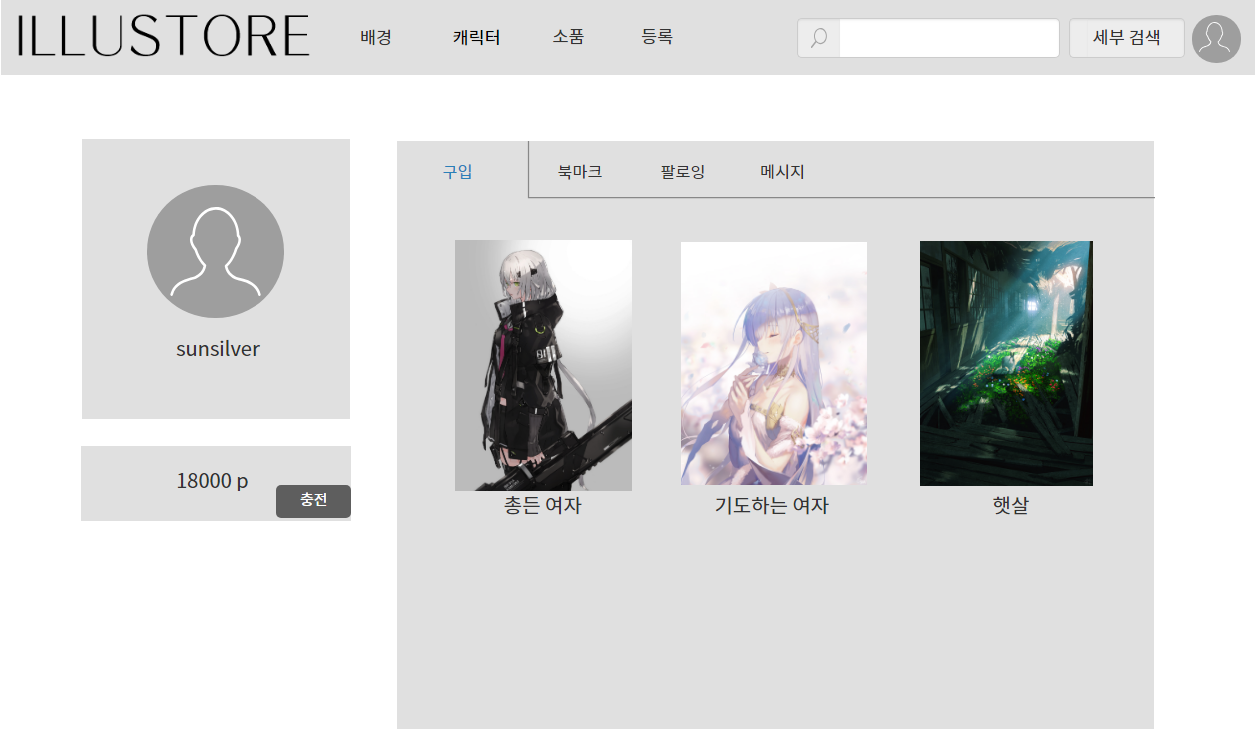 ILLUSTORE
배경
캐릭터
소품
등록
세부 검색
sunsilver
18000 p
충전
구입
북마크
팔로잉
메시지
총든 여자
기도하는 여자
햇살